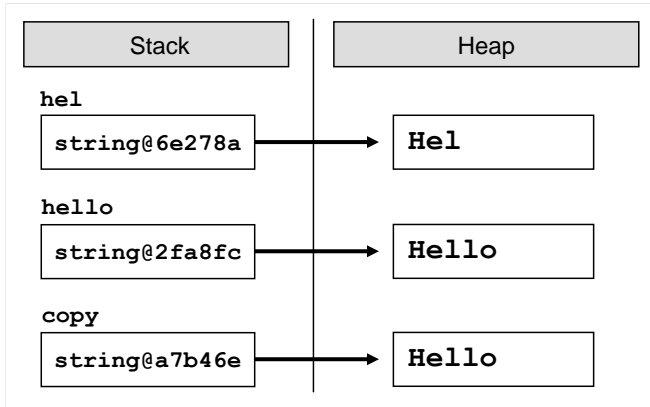 Stack Heap
hel
string@6e278a Hel
hello
string@2fa8fc Hello
copy
string@a7b46e Hello